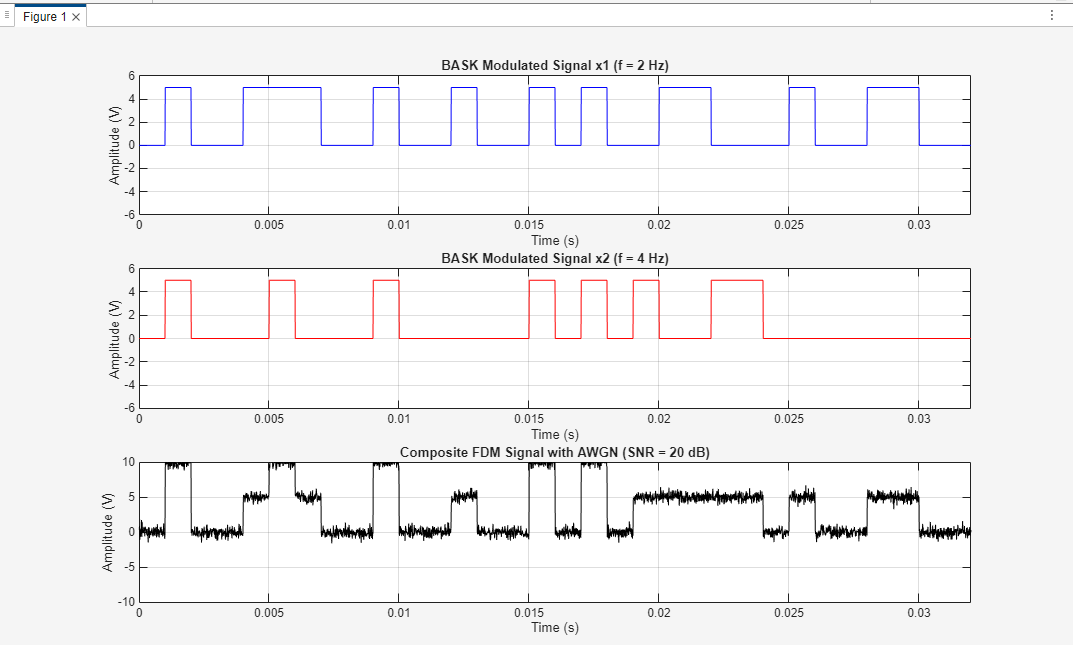 Figure 1 ×
BASK Modulated Signal x1 (f = 2 Hz)
Amplitude (V)
6
4
2
0
-2
-4
-6
0 0.005 0.01 0.015 0.02 0.025 0.03
Time (s)
BASK Modulated Signal x2 (f = 4 Hz)
Amplitude (V)
6
4
2
0
-2
-4
-6
0 0.005 0.01 0.015 0.02 0.025 0.03
Time (s)
Composite FDM Signal with AWGN (SNR = 20 dB)
Amplitude (V)
10
5
0
-5
-10
0 0.005 0.01 0.015 0.02 0.025 0.03
Time (s)